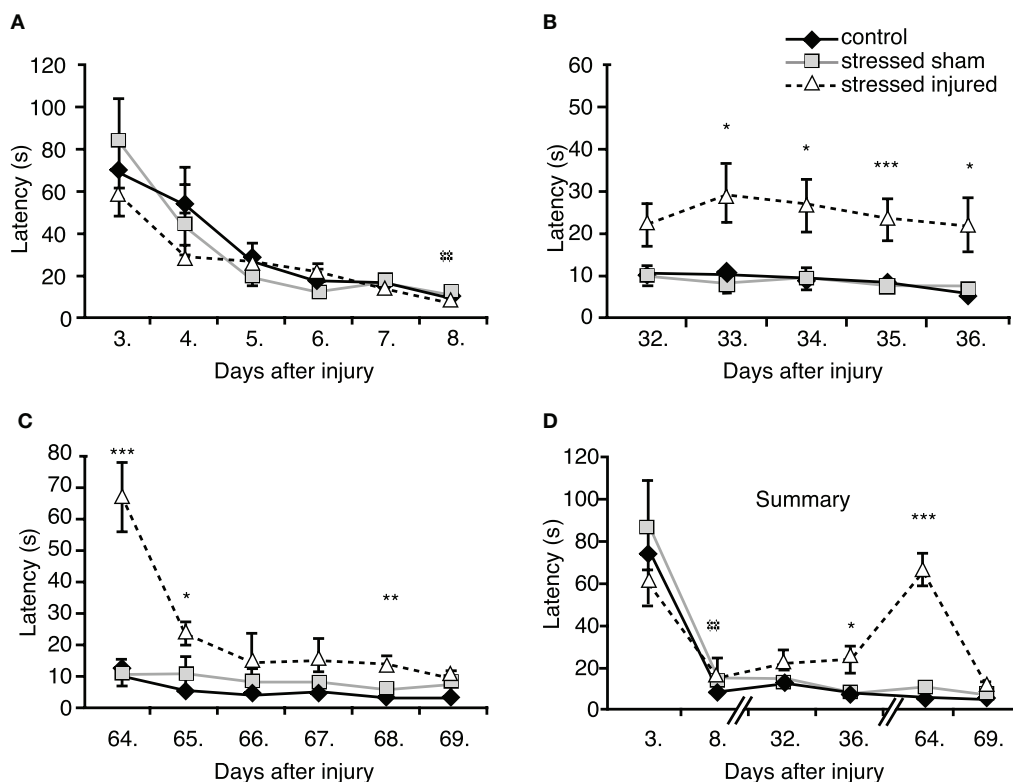 A
120
100
80
60
40
20
0
Latency (s)
3. 4. 5. 6. 7. 8.
Days after injury
B
control
stressed sham
stressed injured
60
50
40
30
20
10
0
Latency (s)
* * *** *
32. 33. 34. 35. 36.
Days after injury
C
80
70
60
50
40
30
20
10
0
Latency (s)
*** * **
64. 65. 66. 67. 68. 69.
Days after injury
D
Summary
120
100
80
60
40
20
0
Latency (s)
* ***
3. 8. 32. 36. 64. 69.
Days after injury